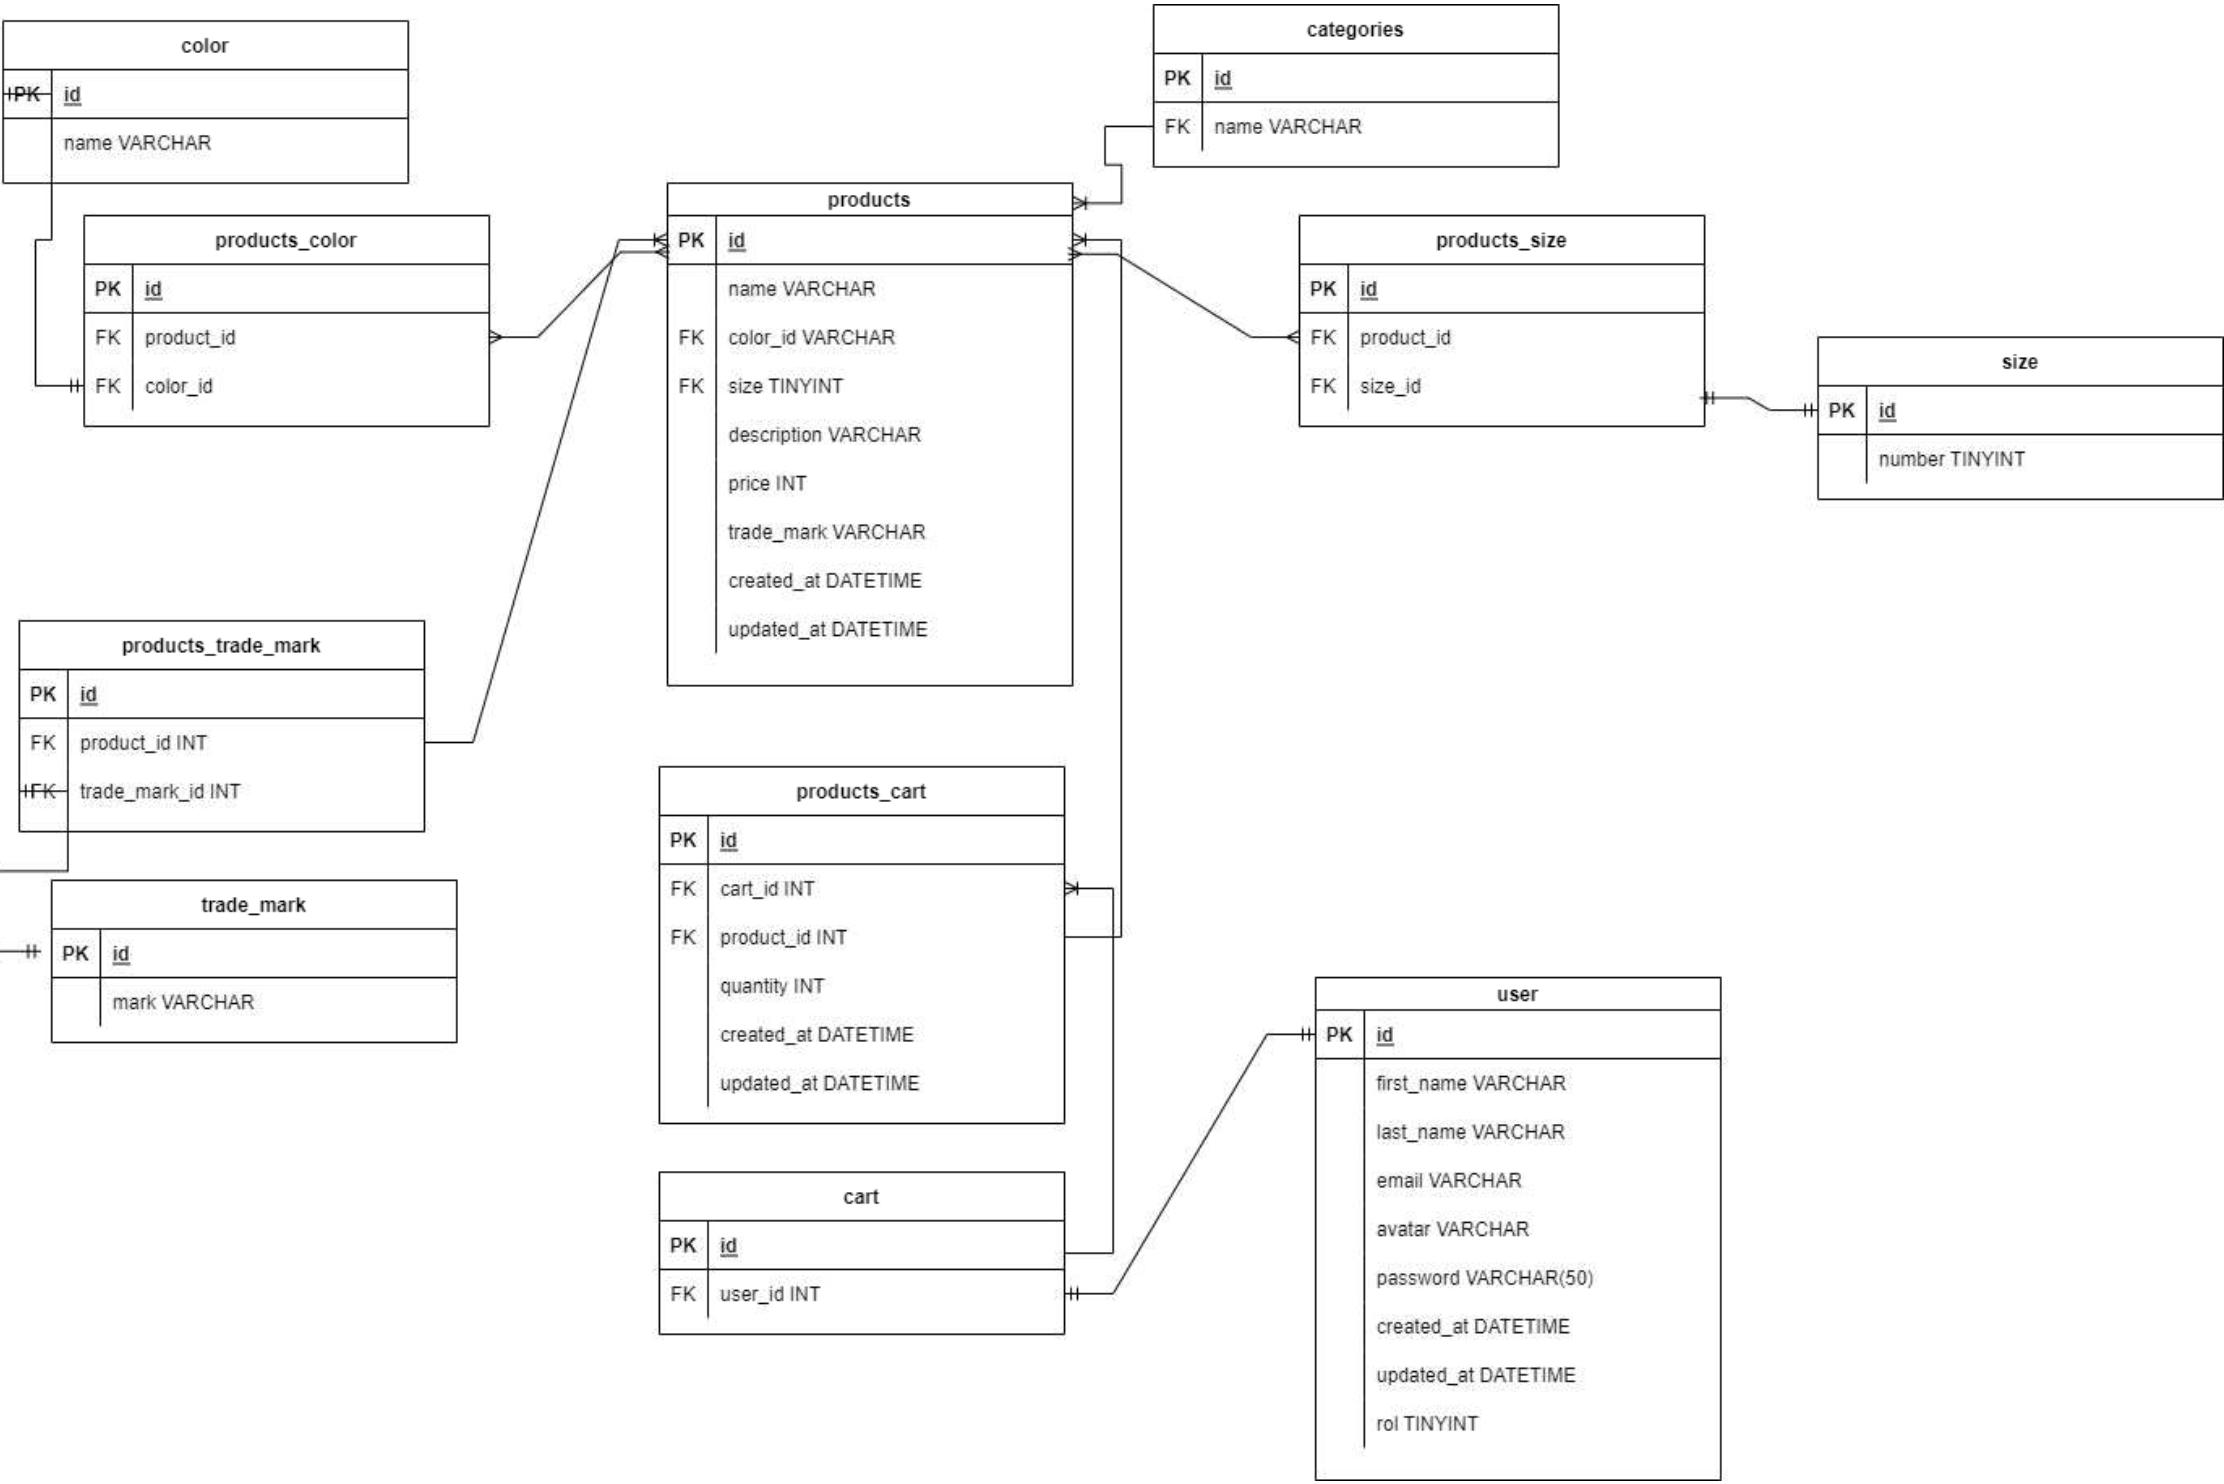 color
PK id
name VARCHAR
categories
PK id
FK name VARCHAR
products_color
PK id
FK product_id
FK color_id
products
PK id
name VARCHAR
FK color_id VARCHAR
FK size TINYINT
description VARCHAR
price INT
trade_mark VARCHAR
created_at DATETIME
updated_at DATETIME
products_size
PK id
FK product_id
FK size_id
size
PK id
number TINYINT
products_trade_mark
PK id
FK product_id INT
FK trade_mark_id INT
trade_mark
PK id
mark VARCHAR
products_cart
PK id
FK cart_id INT
FK product_id INT
quantity INT
created_at DATETIME
updated_at DATETIME
cart
PK id
FK user_id INT
user
PK id
first_name VARCHAR
last_name VARCHAR
email VARCHAR
avatar VARCHAR
password VARCHAR(50)
created_at DATETIME
updated_at DATETIME
rol TINYINT